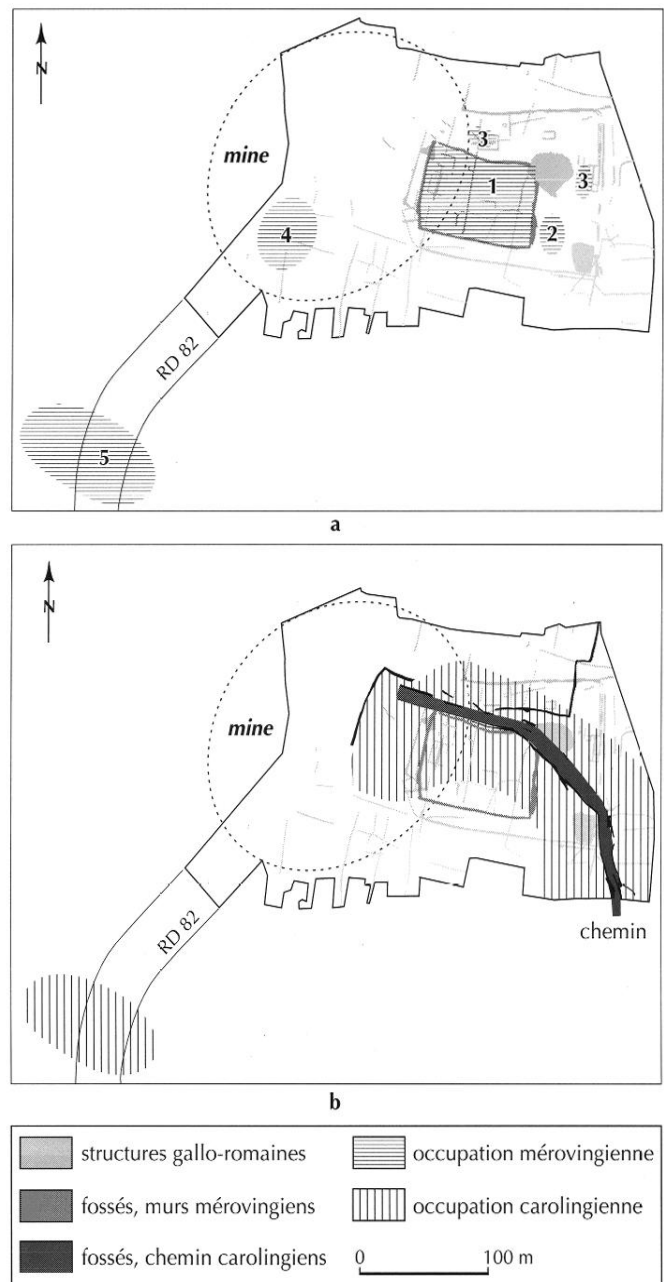 N
mine
3
1
3
2
4
RD 82
5
a
N
mine
RD 82
chemin
b
structures gallo-romaines
occupation mérovingienne
fossés, murs mérovingiens
occupation carolingienne
fossés, chemin carolingiens
0 100 m